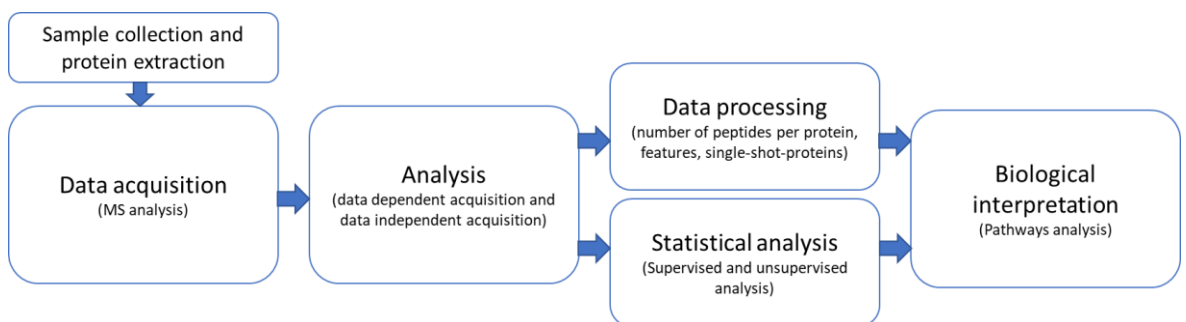 Sample collection and
protein extraction
Data acquisition
(MS analysis)
Analysis
(data dependent acquisition and
data independent acquisition)
Data processing
(number of peptides per protein,
features, single-shot-proteins)
Statistical analysis
(Supervised and unsupervised
analysis)
Biological
interpretation
(Pathways analysis)